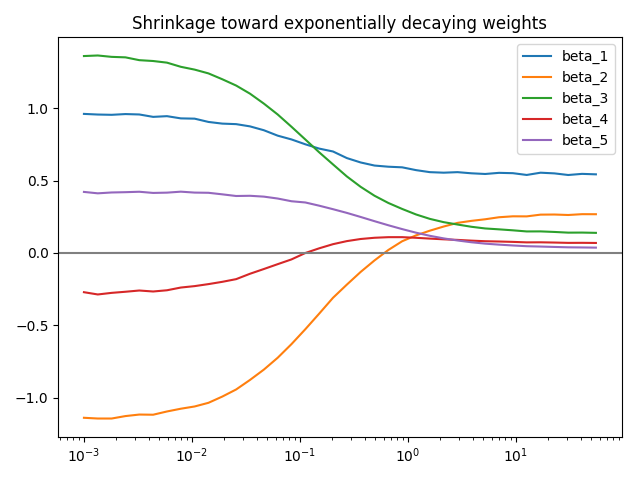 Shrinkage toward exponentially decaying weights
beta_1
beta_2
beta_3
beta_4
beta_5
1.0
0.5
0.0
−0.5
−1.0
10⁻³
10⁻²
10⁻¹
10⁰
10¹